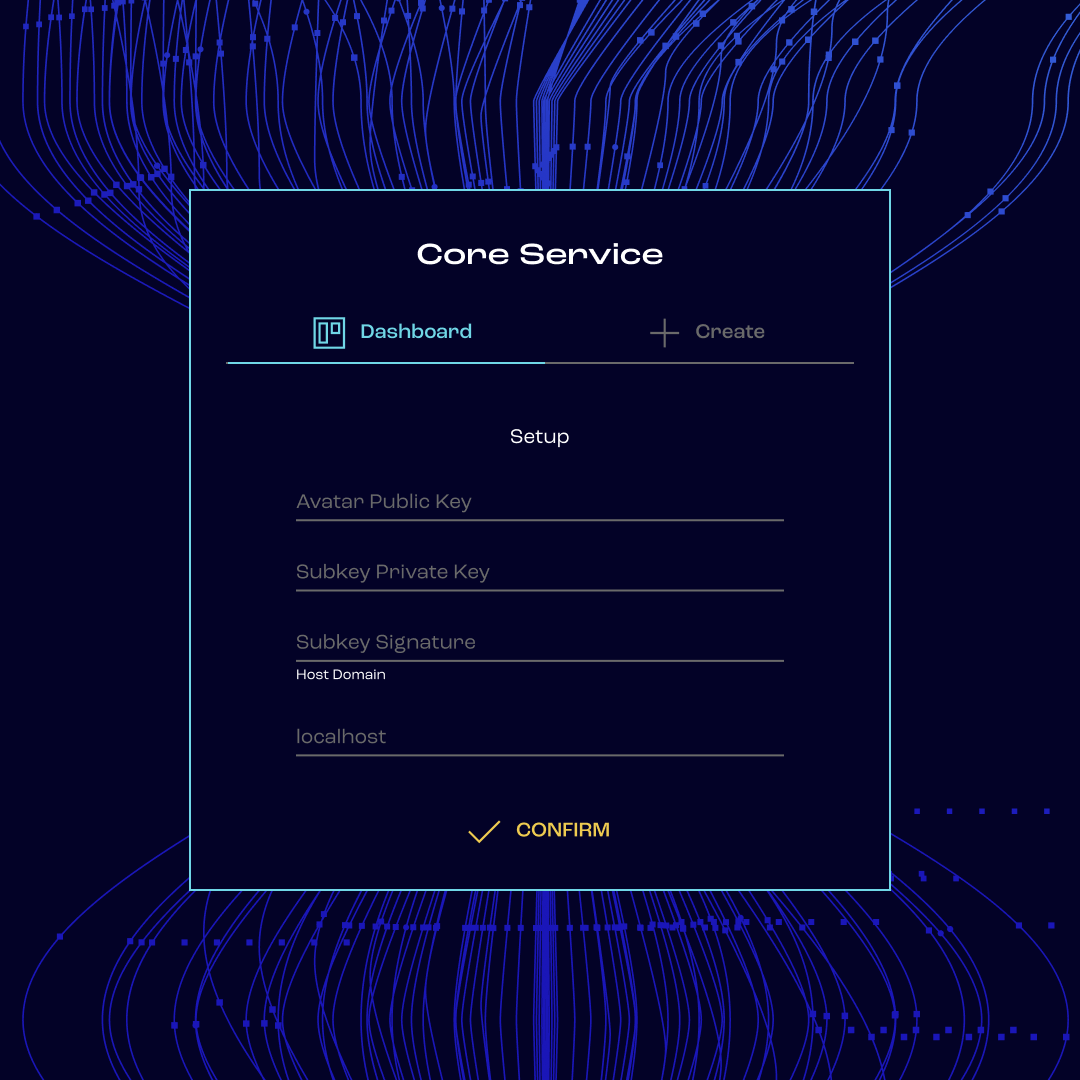 Core Service
Dashboard
Create
Setup
Avatar Public Key
Subkey Private Key
Subkey Signature
Host Domain
localhost
CONFIRM